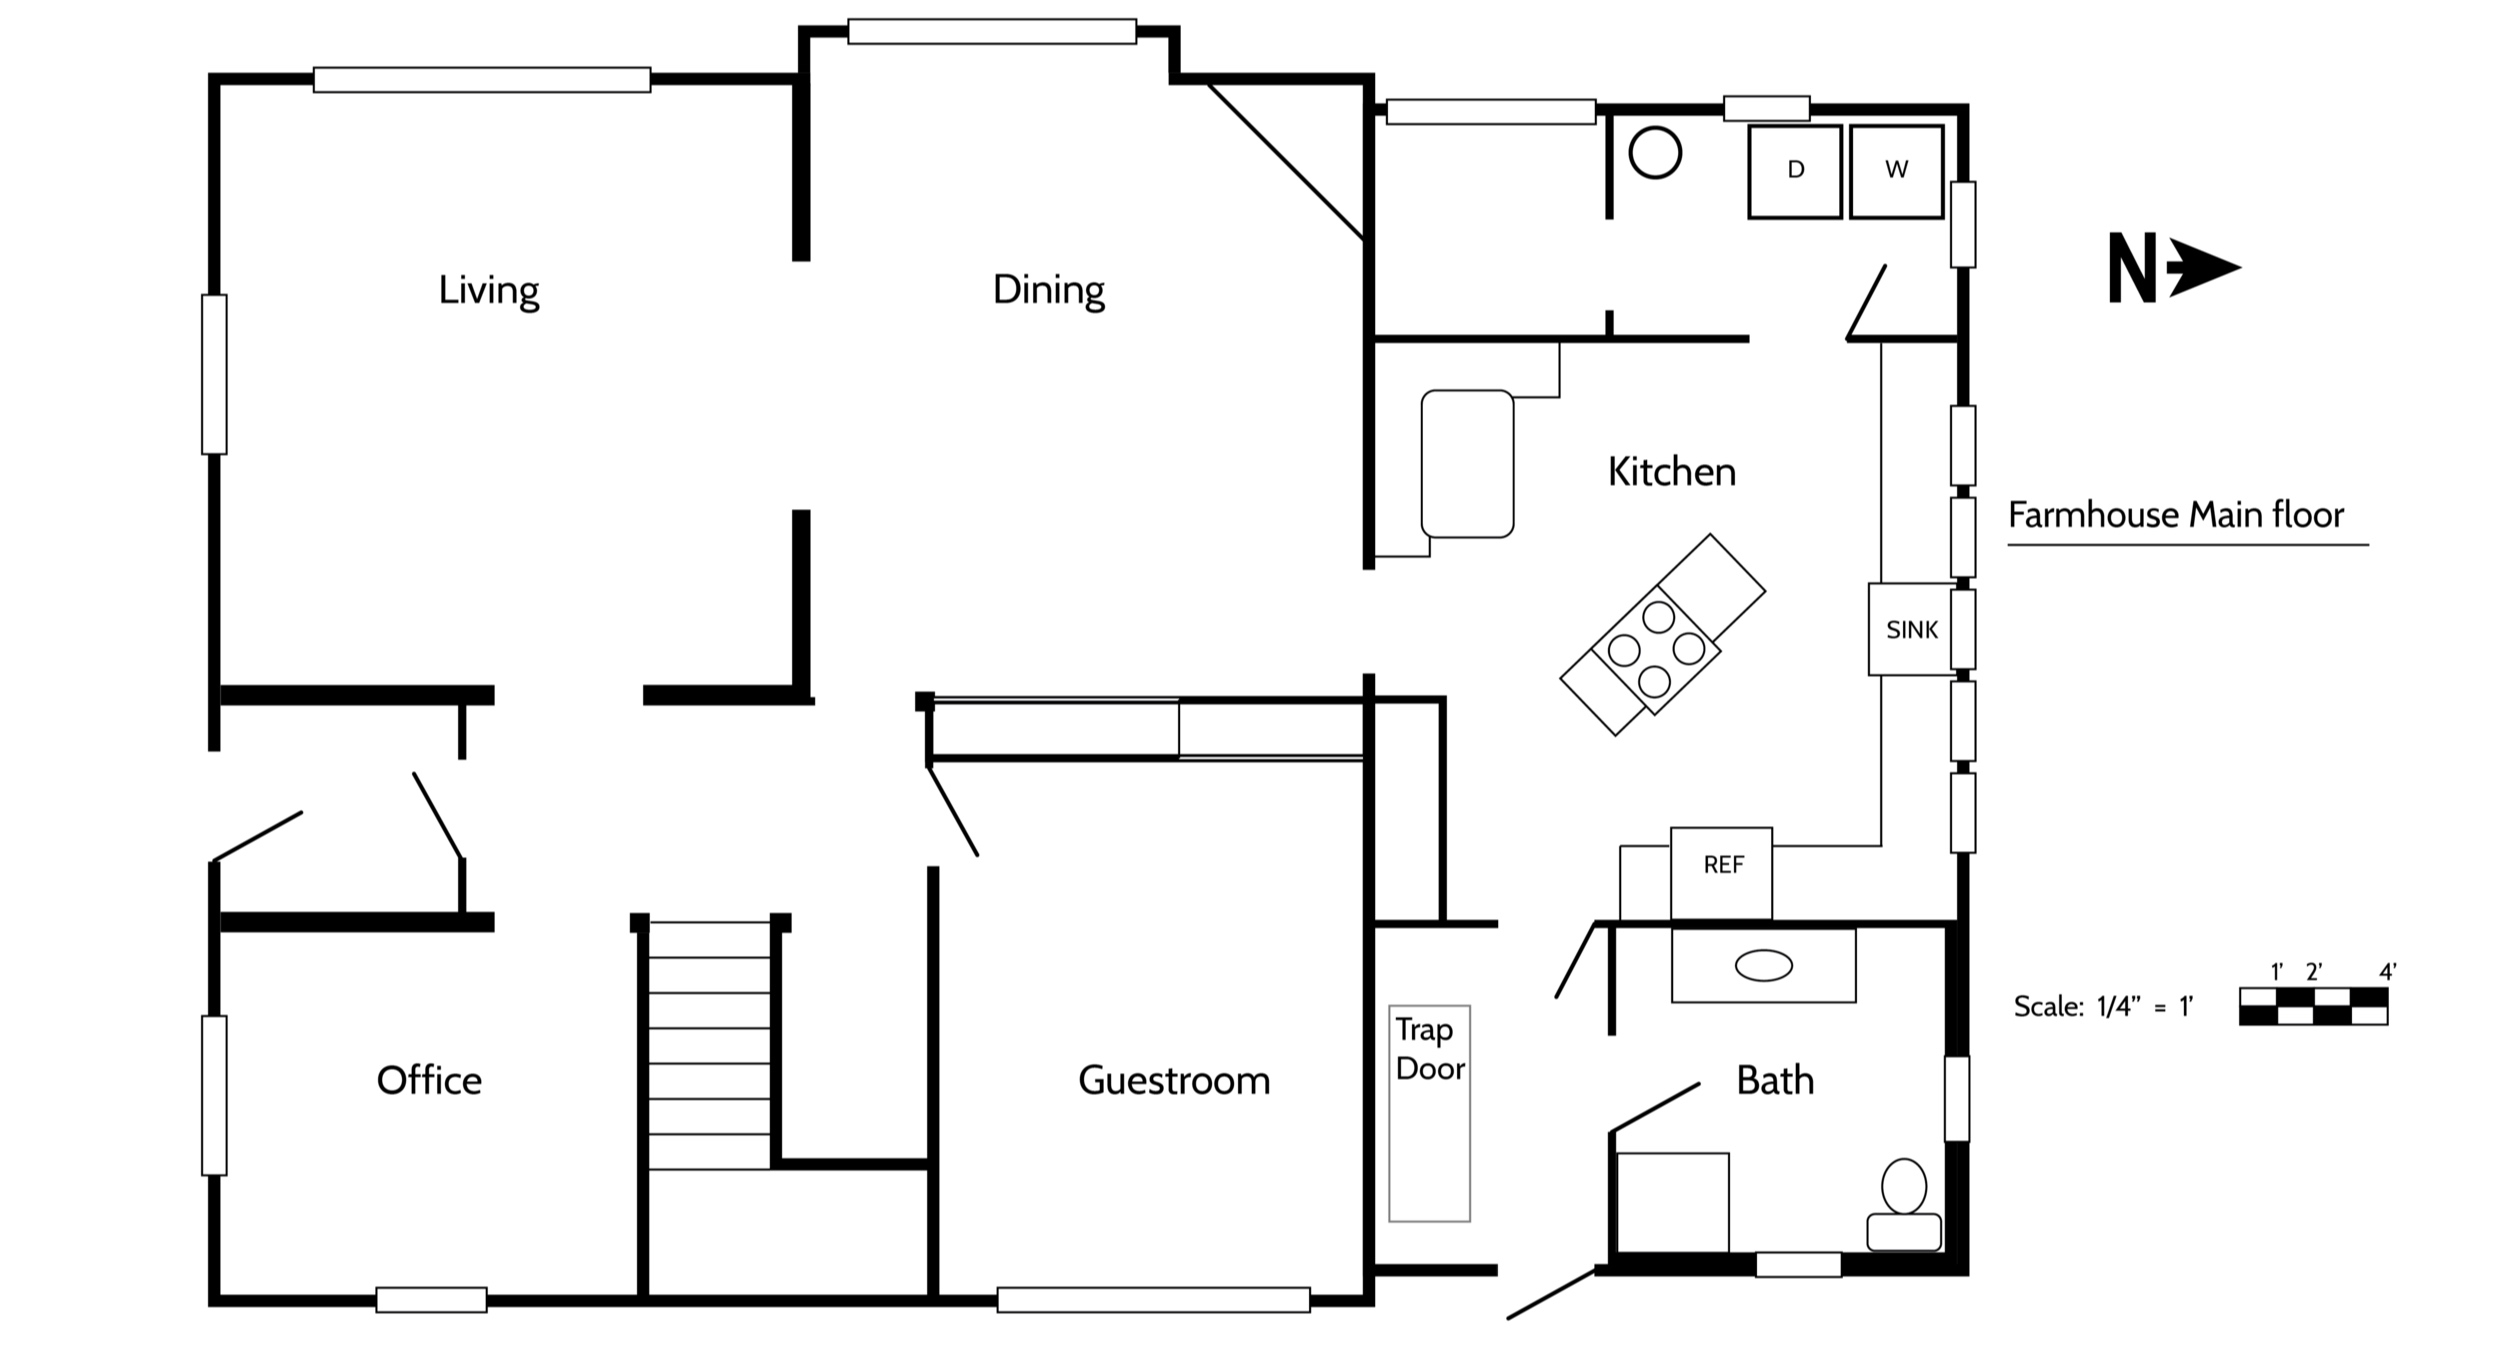 D
W
N
Living
Dining
Kitchen
Farmhouse Main floor
SINK
REF
1’ 2’ 4’
Scale: 1/4” = 1’
Trap
Door
Office
Guestroom
Bath